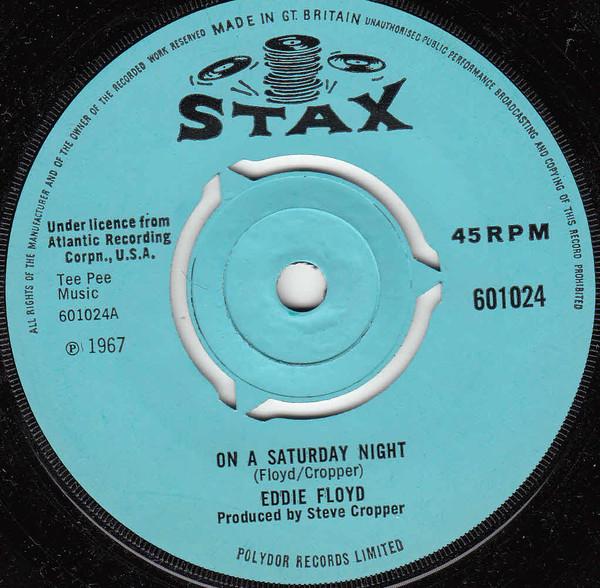 MADE IN GT. BRITAIN
UNAUTHORISED PUBLIC PERFORMANCE BROADCASTING AND COPYING OF THIS RECORD PROHIBITED
ALL RIGHTS OF THE MANUFACTURER AND OF THE OWNER OF THE RECORDED WORK RESERVED
STAX
Under licence from
Atlantic Recording
Corpn., U.S.A.
Tee Pee
Music
601024A
℗ 1967
45 RPM
601024
ON A SATURDAY NIGHT
(Floyd/Cropper)
EDDIE FLOYD
Produced by Steve Cropper
POLYDOR RECORDS LIMITED